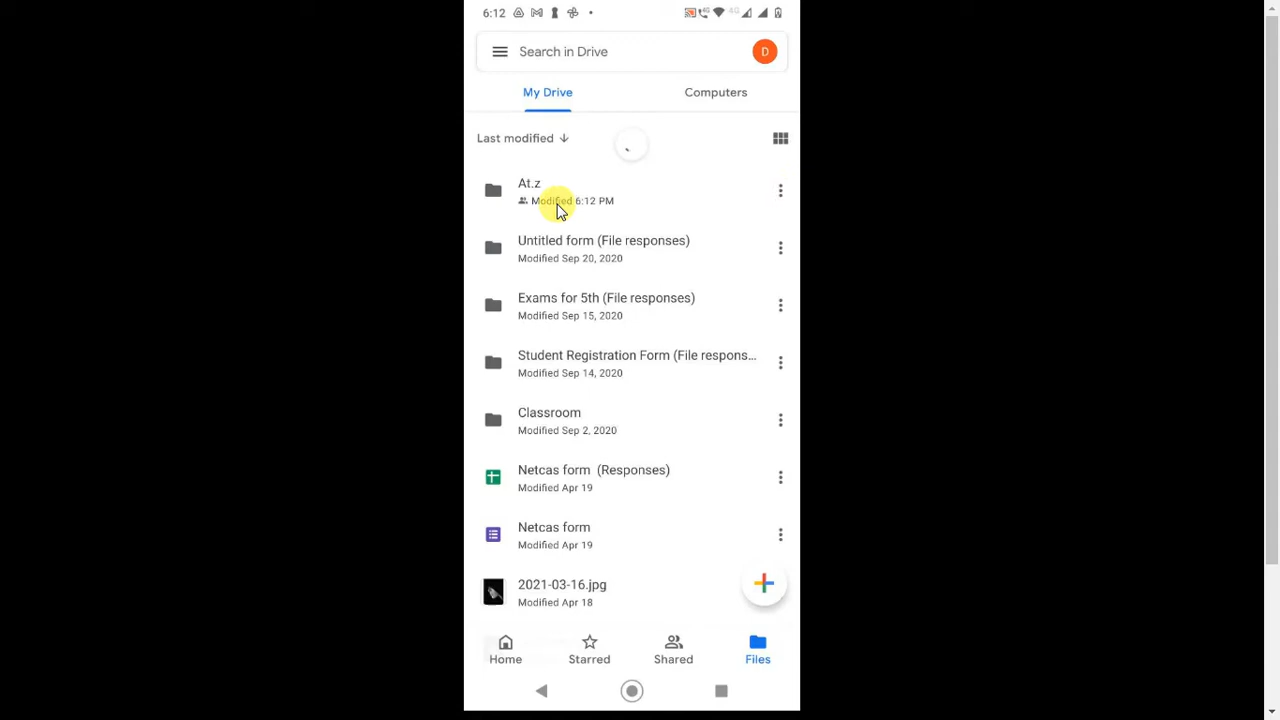 6:12
4G 4G
Search in Drive
D
My Drive
Computers
Last modified
At.z
Modified 6:12 PM
Untitled form (File responses)
Modified Sep 20, 2020
Exams for 5th (File responses)
Modified Sep 15, 2020
Student Registration Form (File respons...
Modified Sep 14, 2020
Classroom
Modified Sep 2, 2020
Netcas form (Responses)
Modified Apr 19
Netcas form
Modified Apr 19
2021-03-16.jpg
Modified Apr 18
Home
Starred
Shared
Files